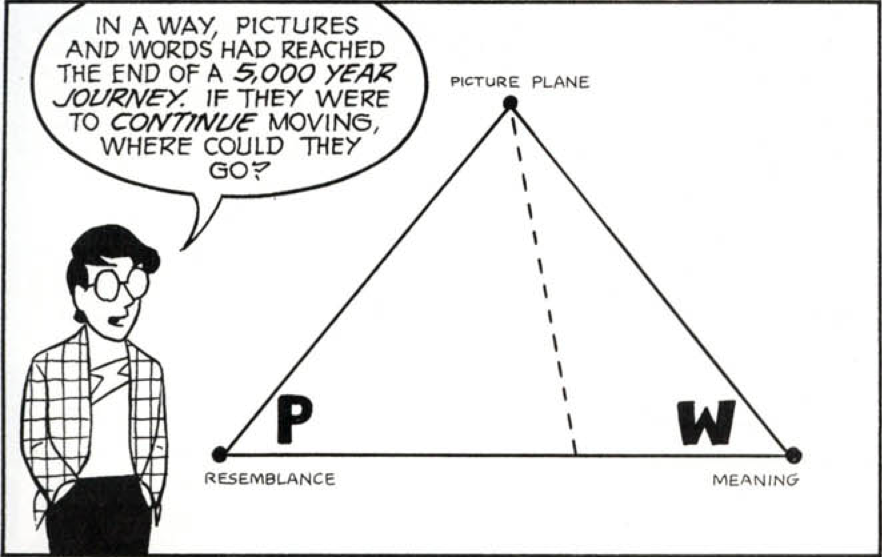 IN A WAY, PICTURES
AND WORDS HAD REACHED
THE END OF A 5,000 YEAR
JOURNEY. IF THEY WERE
TO CONTINUE MOVING,
WHERE COULD THEY
GO?
PICTURE PLANE
P
W
RESEMBLANCE
MEANING